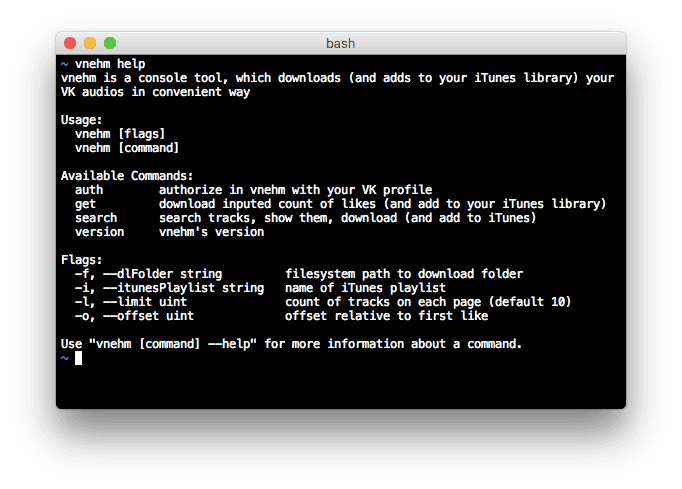 bash
~ vnehm help
vnehm is a console tool, which downloads (and adds to your iTunes library) your
VK audios in convenient way
Usage:
  vnehm [flags]
  vnehm [command]
Available Commands:
  auth        authorize in vnehm with your VK profile
  get         download inputed count of likes (and add to your iTunes library)
  search      search tracks, show them, download (and add to iTunes)
  version     vnehm's version
Flags:
  -f, --dlFolder string         filesystem path to download folder
  -i, --itunesPlaylist string   name of iTunes playlist
  -l, --limit uint              count of tracks on each page (default 10)
  -o, --offset uint             offset relative to first like
Use "vnehm [command] --help" for more information about a command.
~